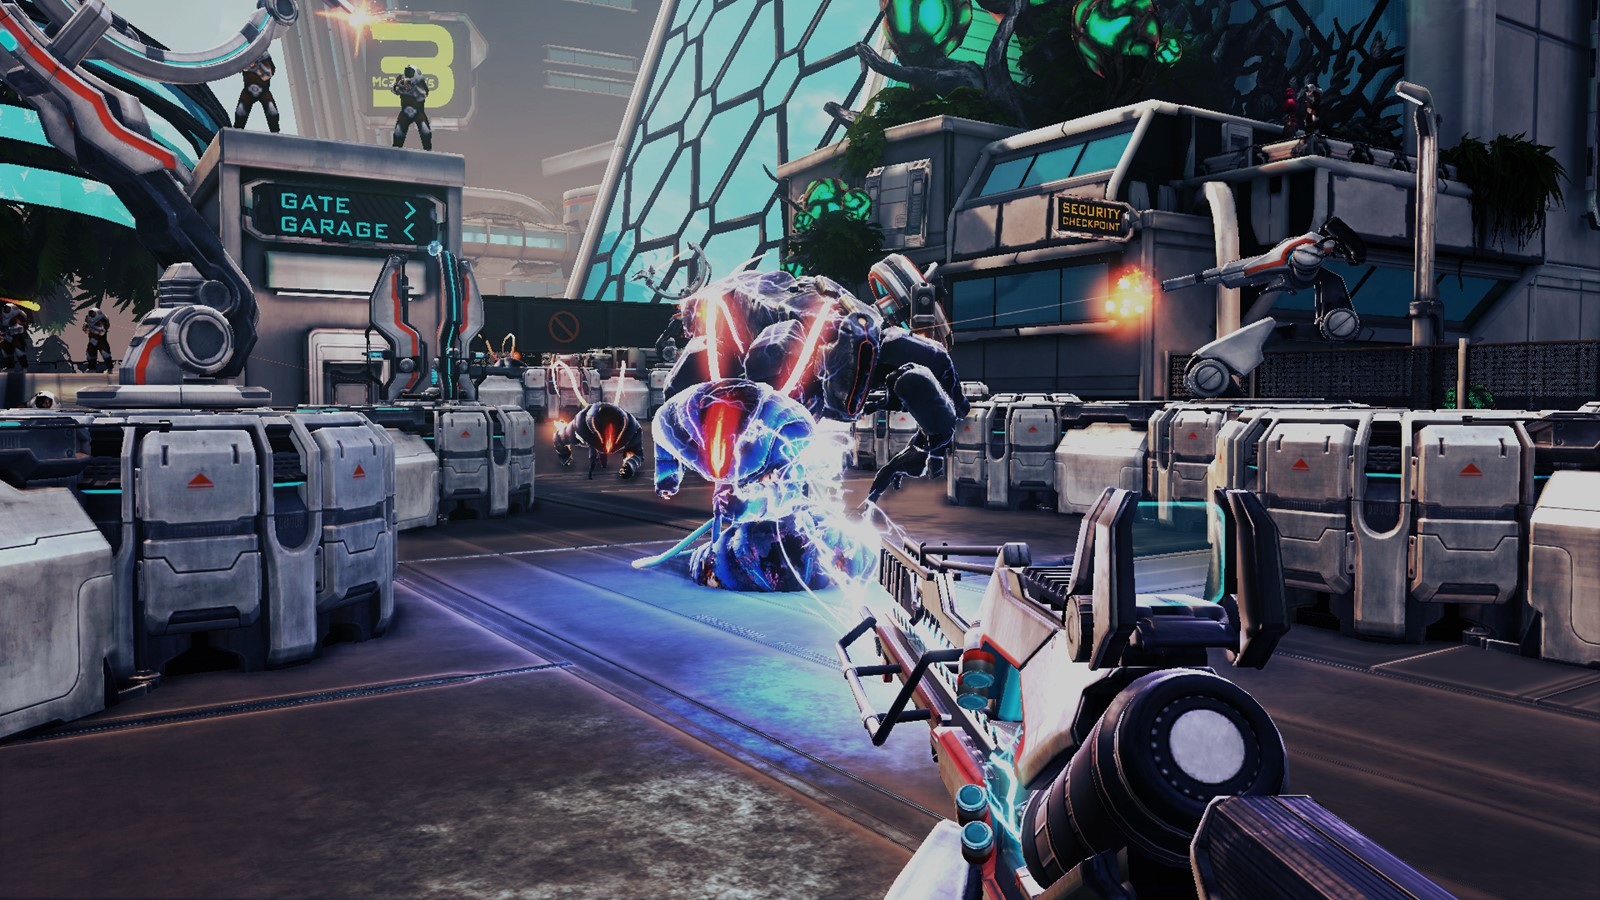 3
GATE >
GARAGE <
SECURITY
CHECKPOINT